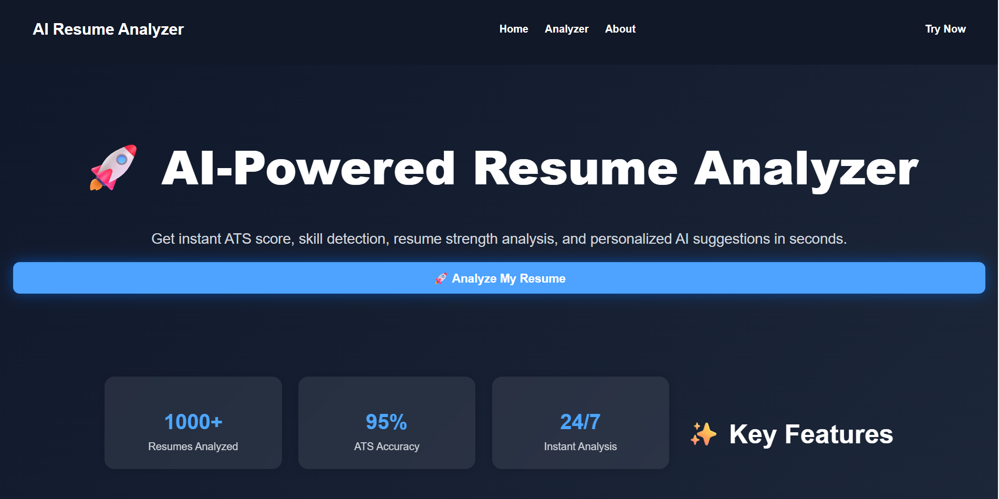 AI Resume Analyzer
Home Analyzer About
Try Now
🚀 AI-Powered Resume Analyzer
Get instant ATS score, skill detection, resume strength analysis, and personalized AI suggestions in seconds.
🚀 Analyze My Resume
1000+
Resumes Analyzed
95%
ATS Accuracy
24/7
Instant Analysis
✨ Key Features